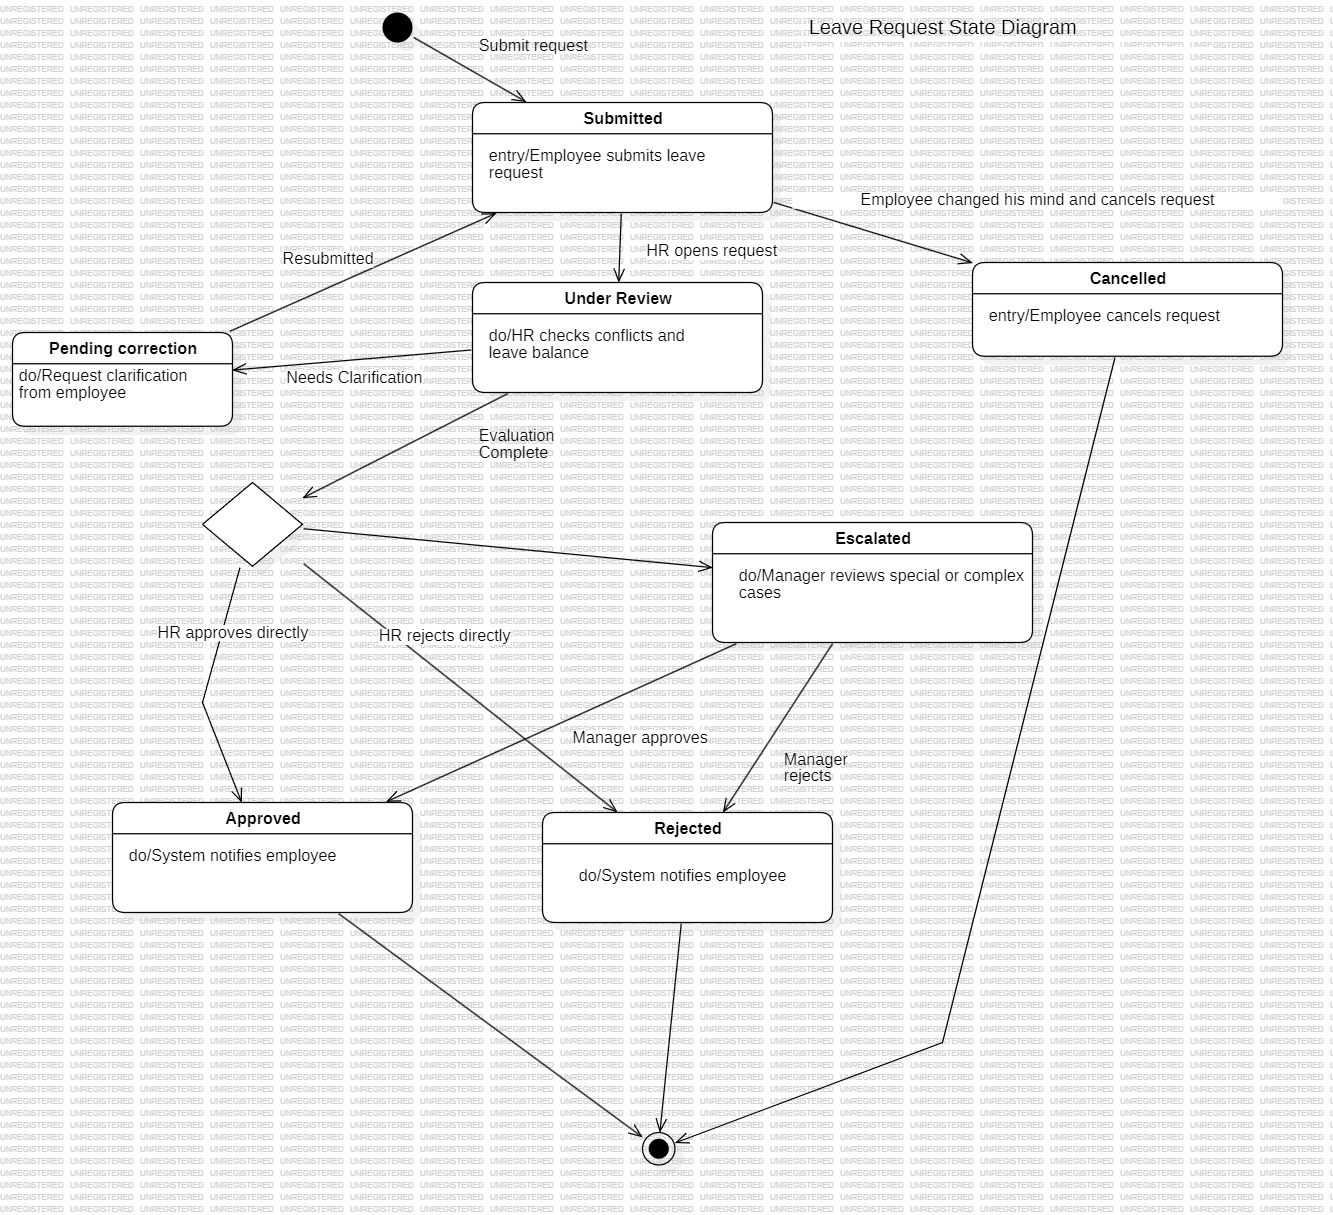 Leave Request State Diagram
Submit request
Submitted
entry/Employee submits leave
request
Employee changed his mind and cancels request
HR opens request
Resubmitted
Cancelled
entry/Employee cancels request
Under Review
do/HR checks conflicts and
leave balance
Pending correction
do/Request clarification
from employee
Needs Clarification
Evaluation
Complete
Escalated
do/Manager reviews special or complex
cases
HR approves directly
HR rejects directly
Manager approves
Manager
rejects
Approved
do/System notifies employee
Rejected
do/System notifies employee
UNREGISTERED